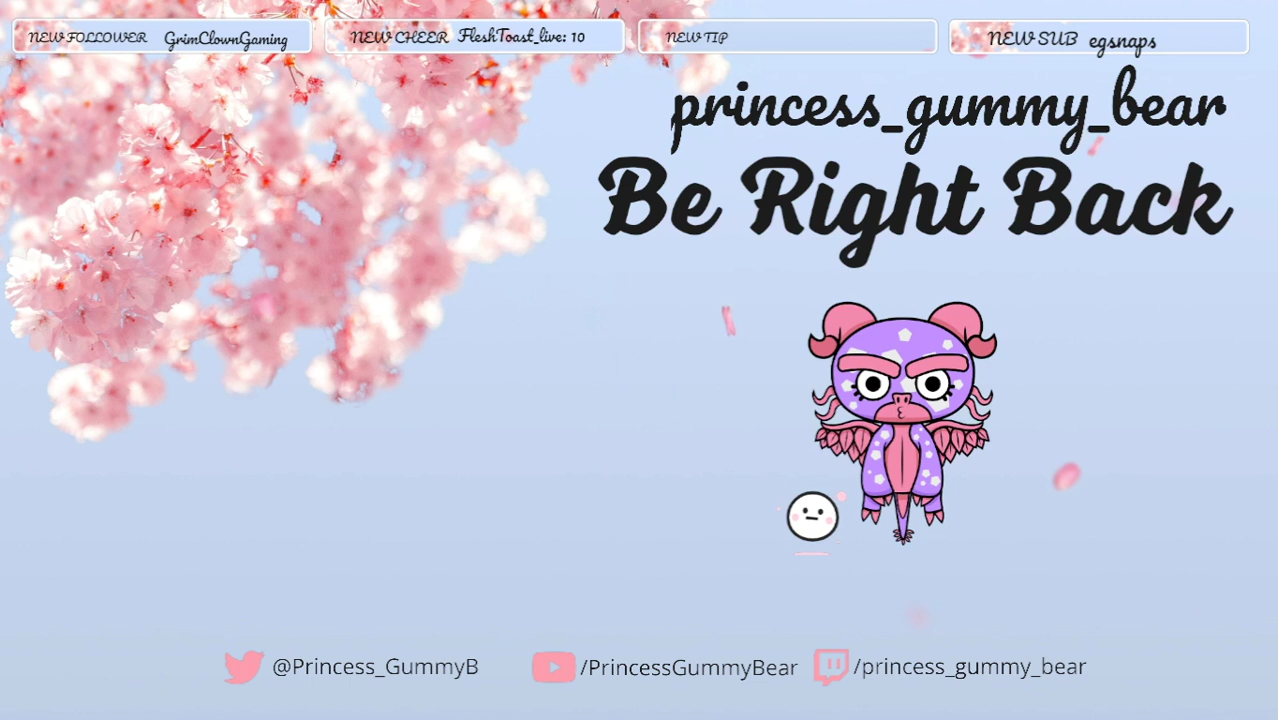 NEW FOLLOWER GrimClownGaming NEW CHEER FleshToast_live: 10 NEW TIP NEW SUB egsnaps
princess_gummy_bear
Be Right Back
@Princess_GummyB /PrincessGummyBear /princess_gummy_bear